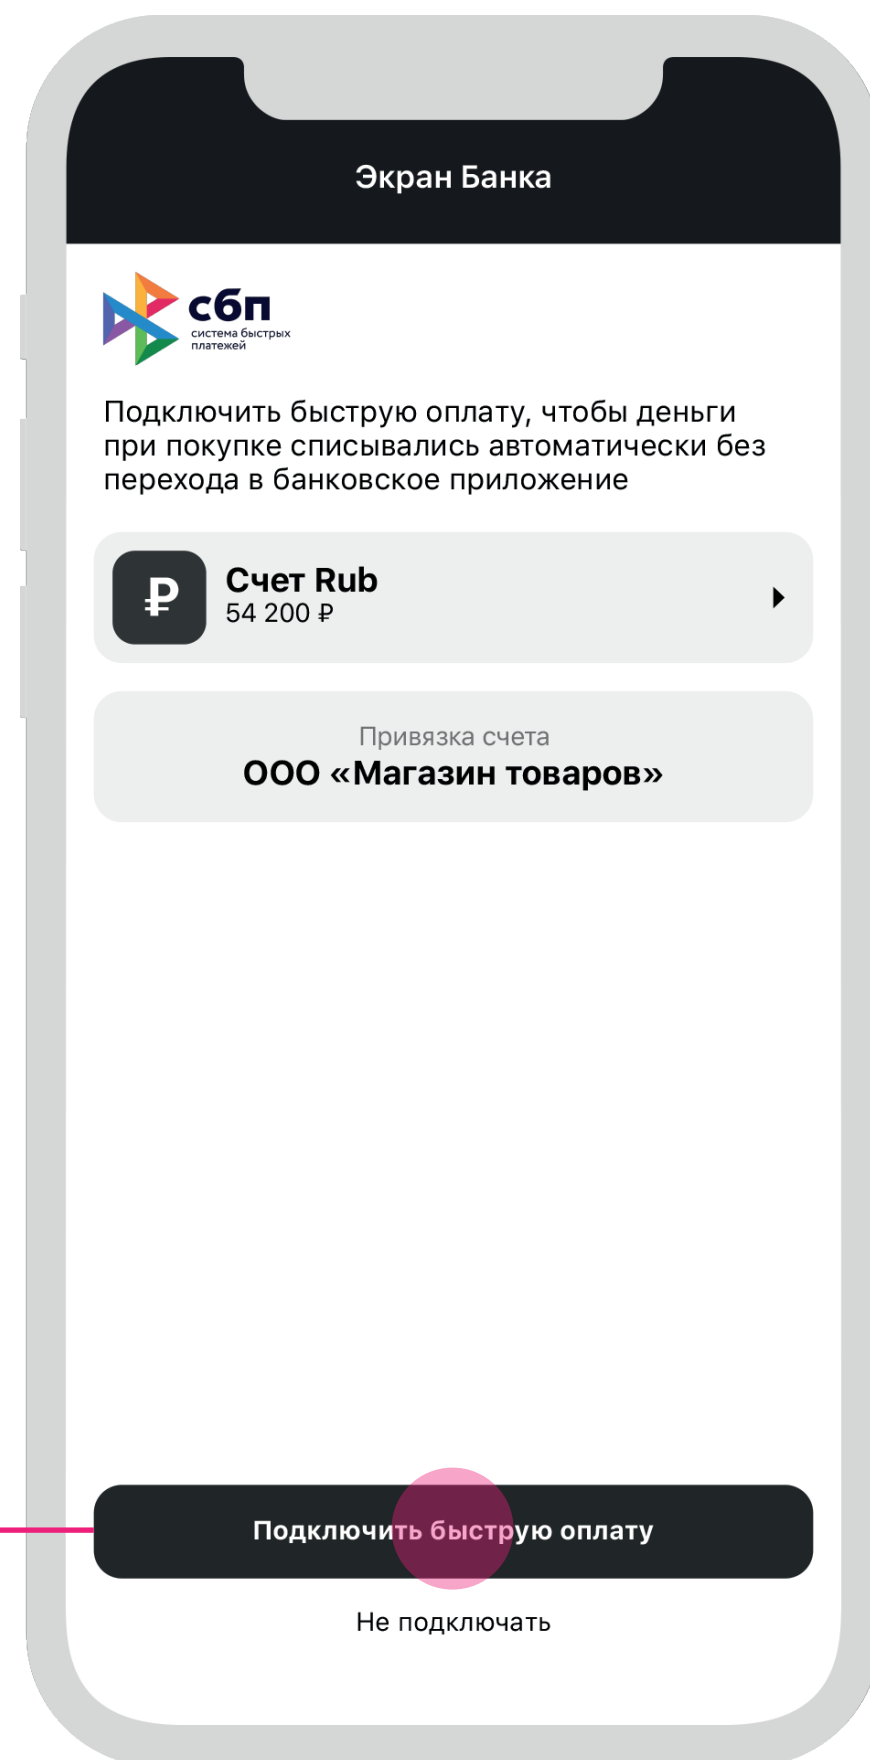 Экран Банка
сбп
система быстрых
платежей
Подключить быструю оплату, чтобы деньги
при покупке списывались автоматически без
перехода в банковское приложение
₽
Счет Rub
54 200 ₽
Привязка счета
ООО «Магазин товаров»
Подключить быструю оплату
Не подключать